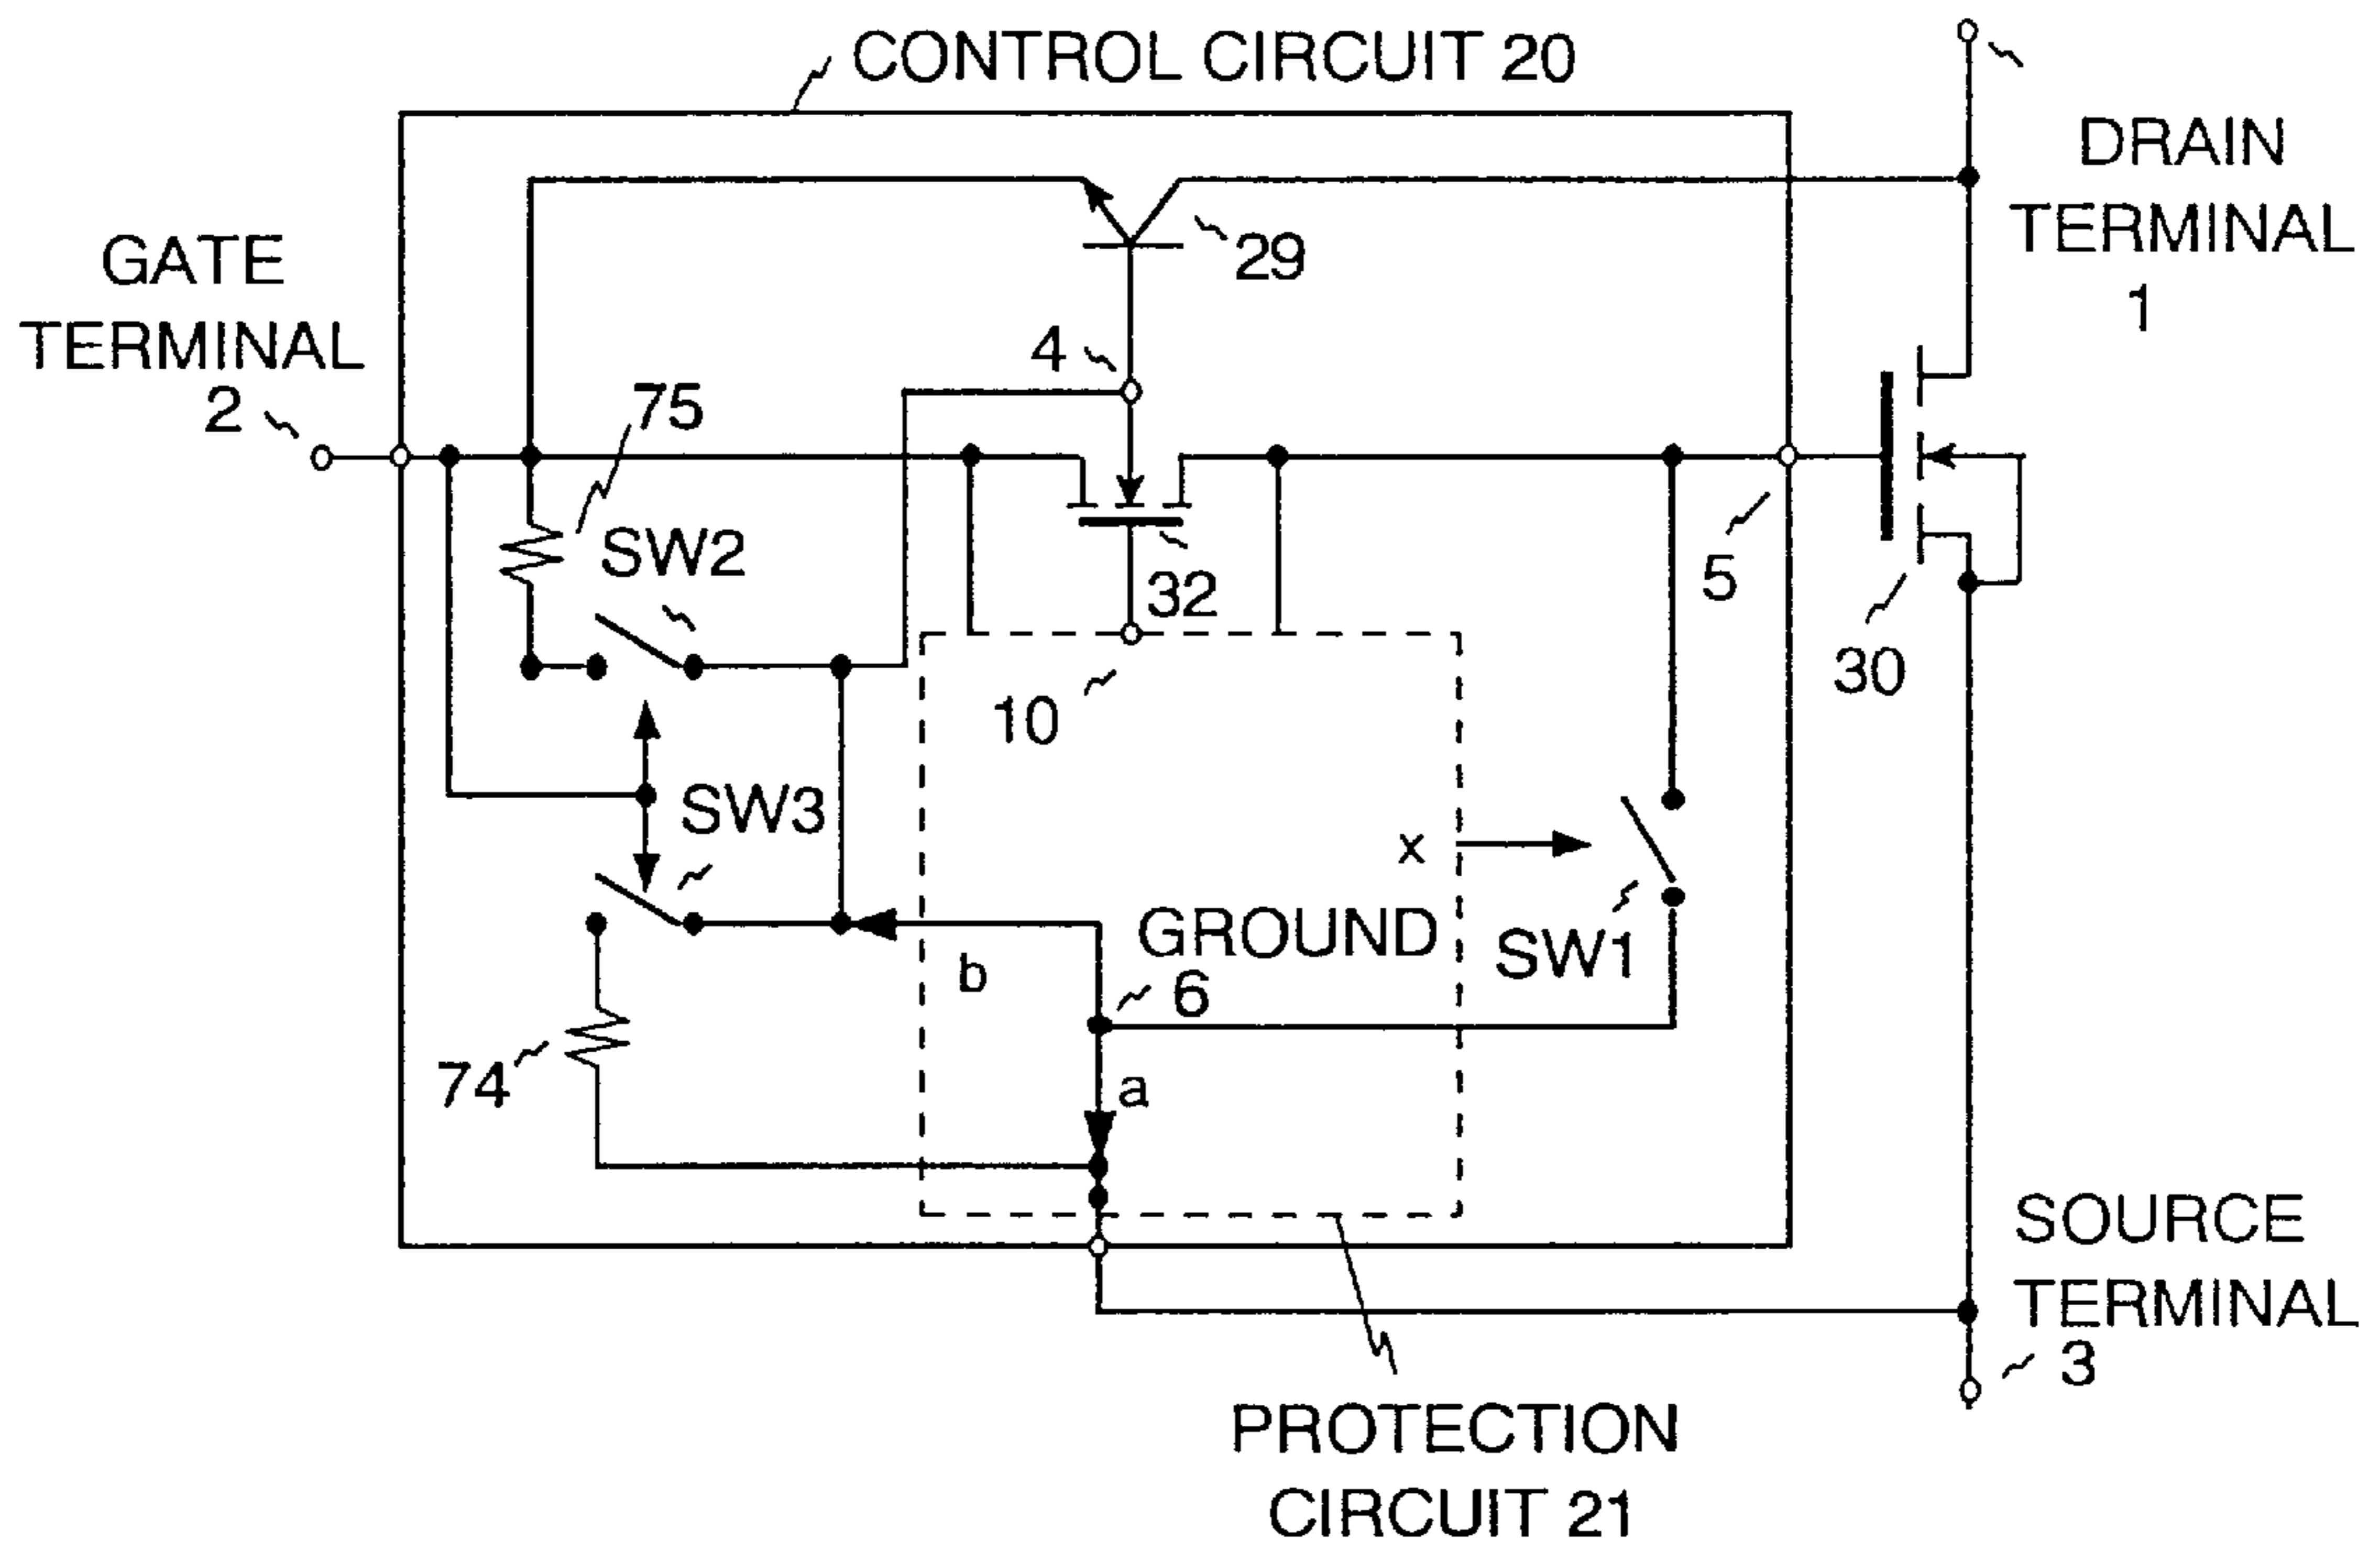 CONTROL CIRCUIT 20
DRAIN
TERMINAL
1
GATE
TERMINAL
2
29
4
75
SW2
32
5
30
10
SW3
x
GROUND
6
SW1
b
a
74
SOURCE
TERMINAL
3
PROTECTION
CIRCUIT 21